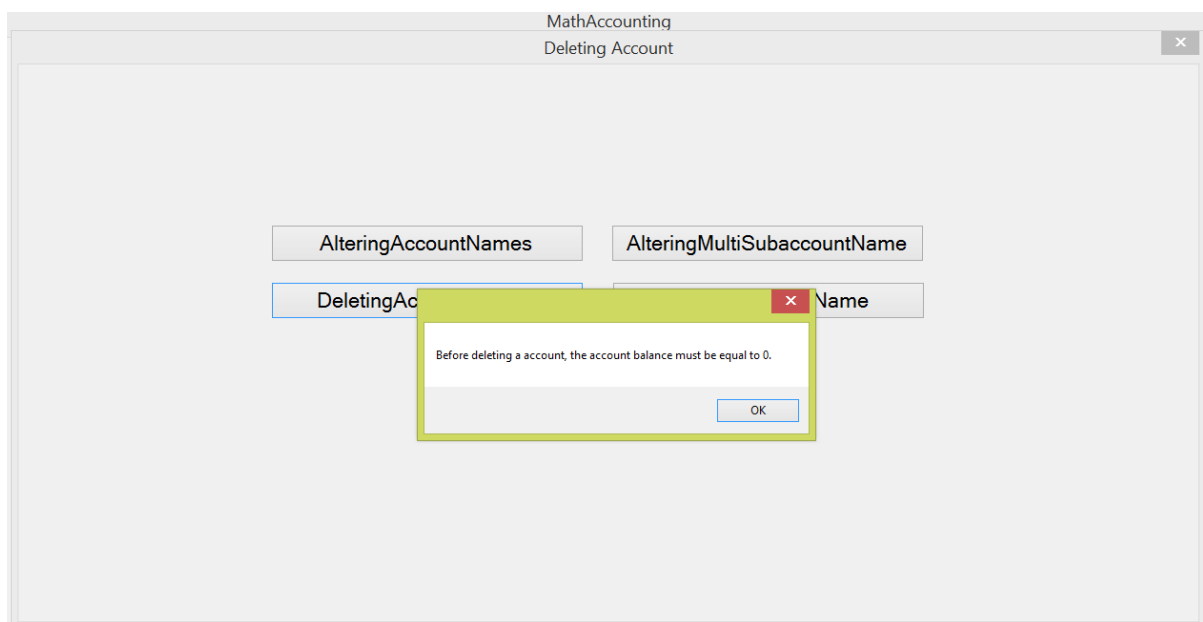 MathAccounting
Deleting Account
AlteringAccountNames
AlteringMultiSubaccountName
DeletingAc
Name
Before deleting a account, the account balance must be equal to 0.
OK